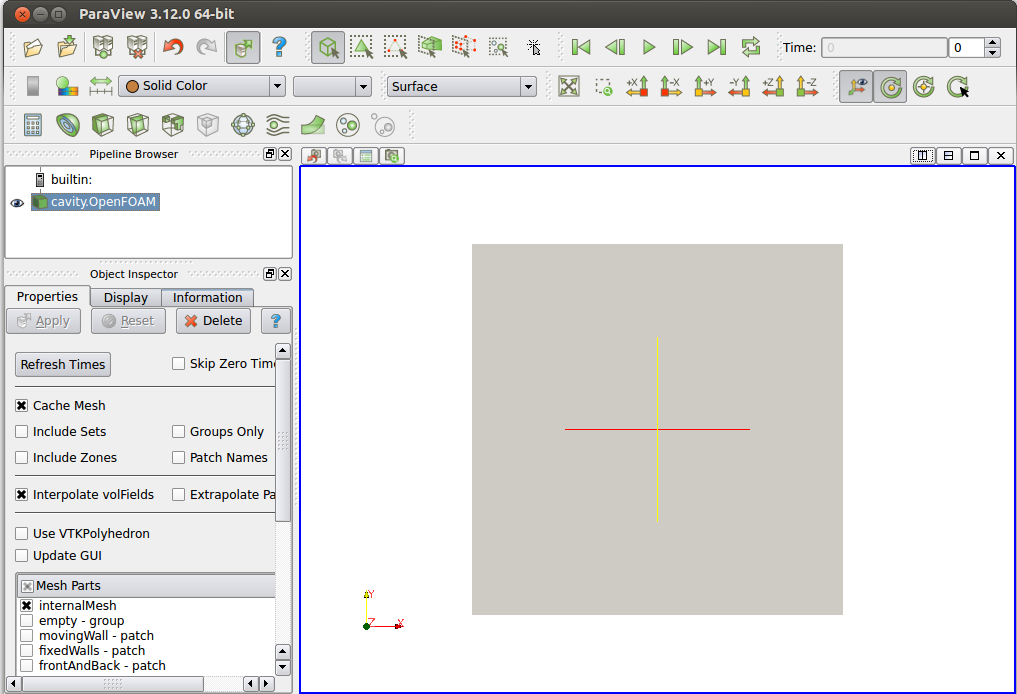 ParaView 3.12.0 64-bit
Time: 0 0
Solid Color Surface
+X -X +Y -Y +Z -Z
Pipeline Browser
builtin:
cavity.OpenFOAM
Object Inspector
Properties Display Information
Apply Reset Delete ?
Refresh Times Skip Zero Time
Cache Mesh
Include Sets Groups Only
Include Zones Patch Names
Interpolate volFields Extrapolate Pa
Use VTKPolyhedron
Update GUI
Mesh Parts
internalMesh
empty - group
movingWall - patch
fixedWalls - patch
frontAndBack - patch
Y
Z X